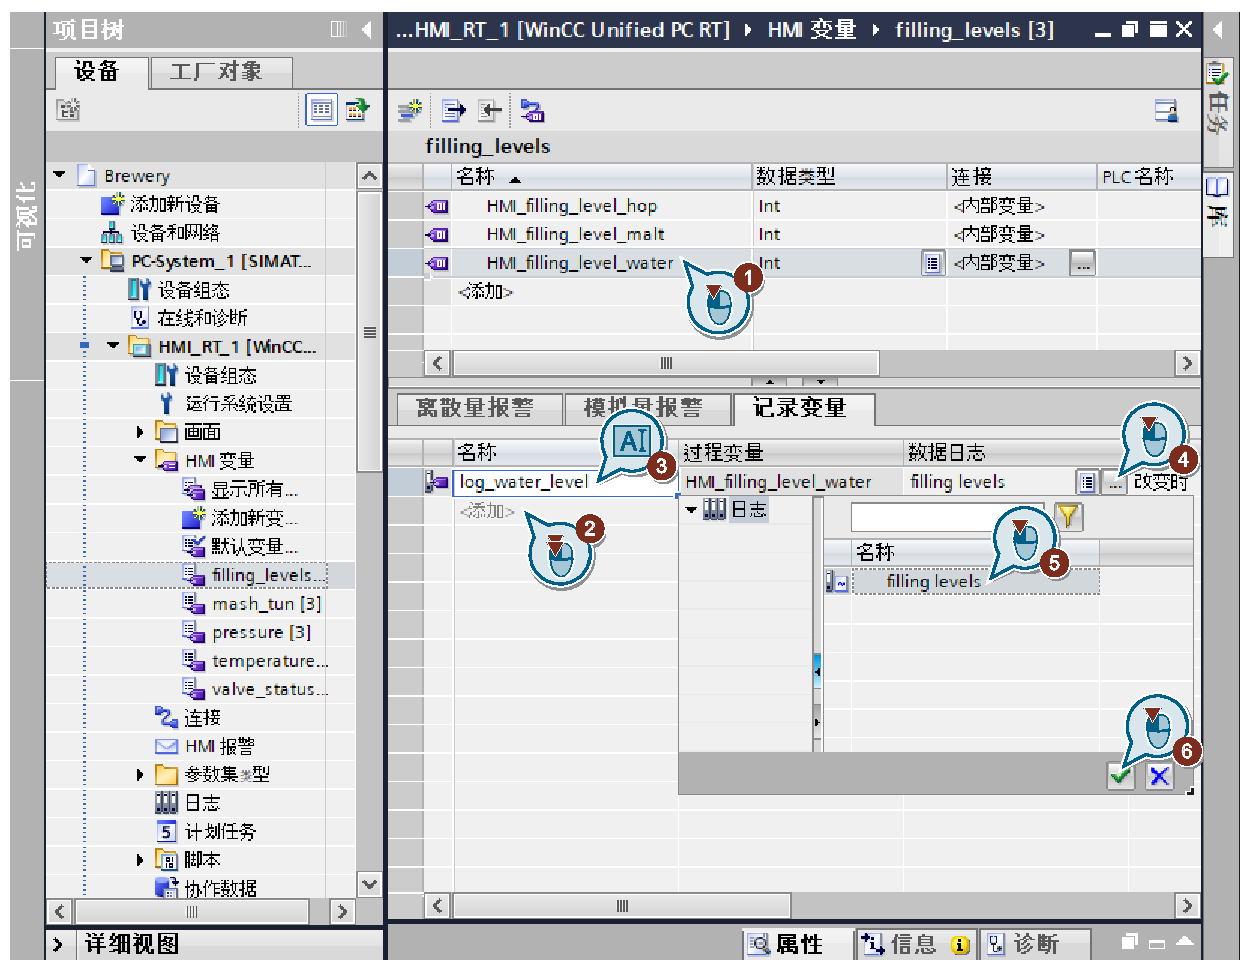 项目树
设备
工厂对象
可视化
Brewery
添加新设备
设备和网络
PC-System_1 [SIMAT...
设备组态
在线和诊断
HMI_RT_1 [WinCC...
设备组态
运行系统设置
画面
HMI 变量
显示所有...
添加新变...
默认变量...
filling_levels...
mash_tun [3]
pressure [3]
temperature...
valve_status...
连接
HMI 报警
参数集类型
日志
5 计划任务
脚本
协作数据
详细视图
...HMI_RT_1 [WinCC Unified PC RT] HMI 变量 filling_levels [3]
filling_levels
名称 数据类型 连接 PLC 名称
HMI_filling_level_hop Int <内部变量>
HMI_filling_level_malt Int <内部变量>
HMI_filling_level_water Int <内部变量> ...
<添加>
1
离散量报警 模拟量报警 记录变量
名称 过程变量 数据日志
AI
3
4
log_water_level HMI_filling_level_water filling levels ... 改变时
<添加>
2
日志
名称
5
filling levels
6
属性 信息 诊断
任务
库